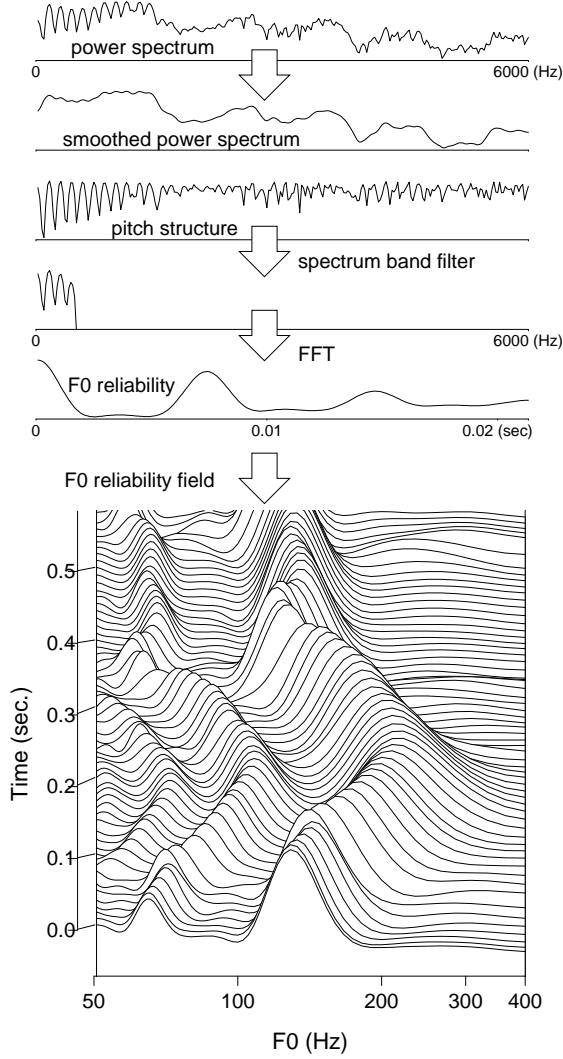 power spectrum
0 6000 (Hz)
smoothed power spectrum
pitch structure
spectrum band filter
0 6000 (Hz)
FFT
F0 reliability
0 0.01 0.02 (sec)
F0 reliability field
0.5
0.4
0.3
0.2
0.1
0.0
Time (sec.)
50 100 200 300 400
F0 (Hz)